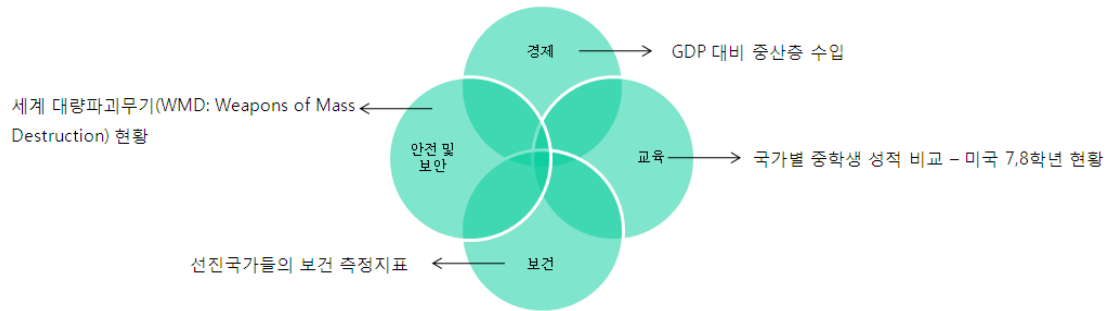 경제
GDP 대비 중산층 수입
세계 대량파괴무기(WMD: Weapons of Mass
Destruction) 현황
안전 및
보안
교육
국가별 중학생 성적 비교 – 미국 7,8학년 현황
선진국가들의 보건 측정지표
보건